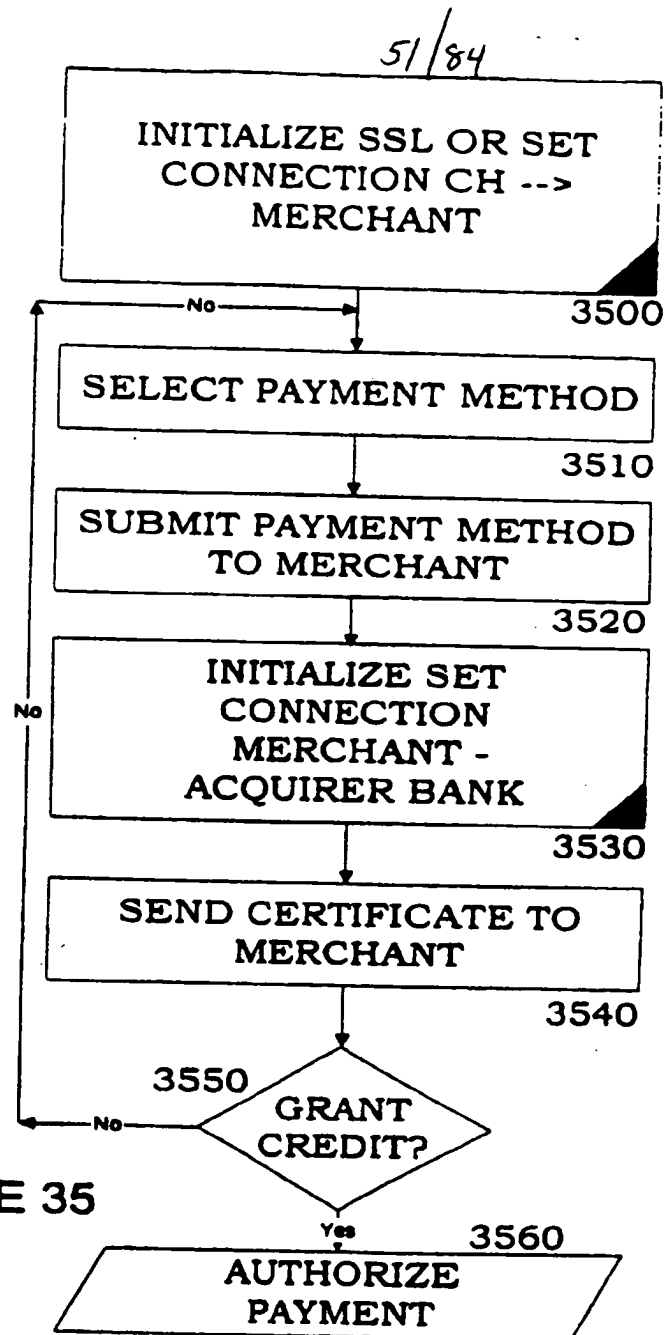 51/84
INITIALIZE SSL OR SET
CONNECTION CH -->
MERCHANT
3500
No
SELECT PAYMENT METHOD
3510
SUBMIT PAYMENT METHOD
TO MERCHANT
3520
No
INITIALIZE SET
CONNECTION
MERCHANT -
ACQUIRER BANK
3530
SEND CERTIFICATE TO
MERCHANT
3540
3550
GRANT
CREDIT?
No
E 35
Yes
3560
AUTHORIZE
PAYMENT